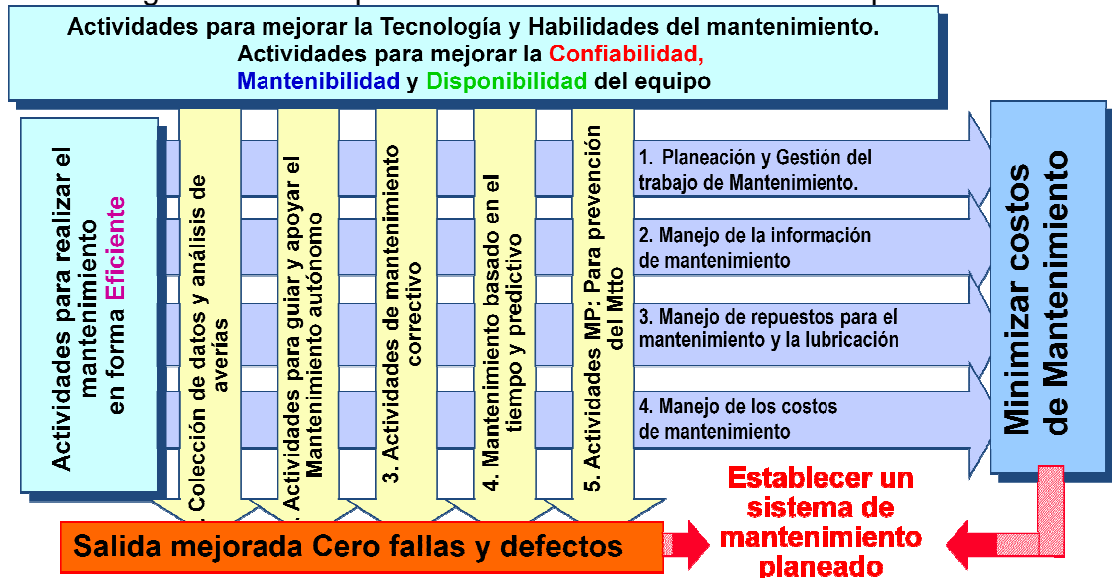 Actividades para mejorar la Tecnología y Habilidades del mantenimiento.
Actividades para mejorar la Confiabilidad,
Mantenibilidad y Disponibilidad del equipo
Actividades para realizar el
mantenimiento
en forma Eficiente
. Colección de datos y análisis de
averías
. Actividades para guiar y apoyar el
Mantenimiento autónomo
3. Actividades de mantenimiento
correctivo
4. Mantenimiento basado en el
tiempo y predictivo
5. Actividades MP: Para prevención
del Mtto
1. Planeación y Gestión del
trabajo de Mantenimiento.
2. Manejo de la información
de mantenimiento
3. Manejo de repuestos para el
mantenimiento y la lubricación
4. Manejo de los costos
de mantenimiento
Minimizar costos
de Mantenimiento
Salida mejorada Cero fallas y defectos
Establecer un
sistema de
mantenimiento
planeado